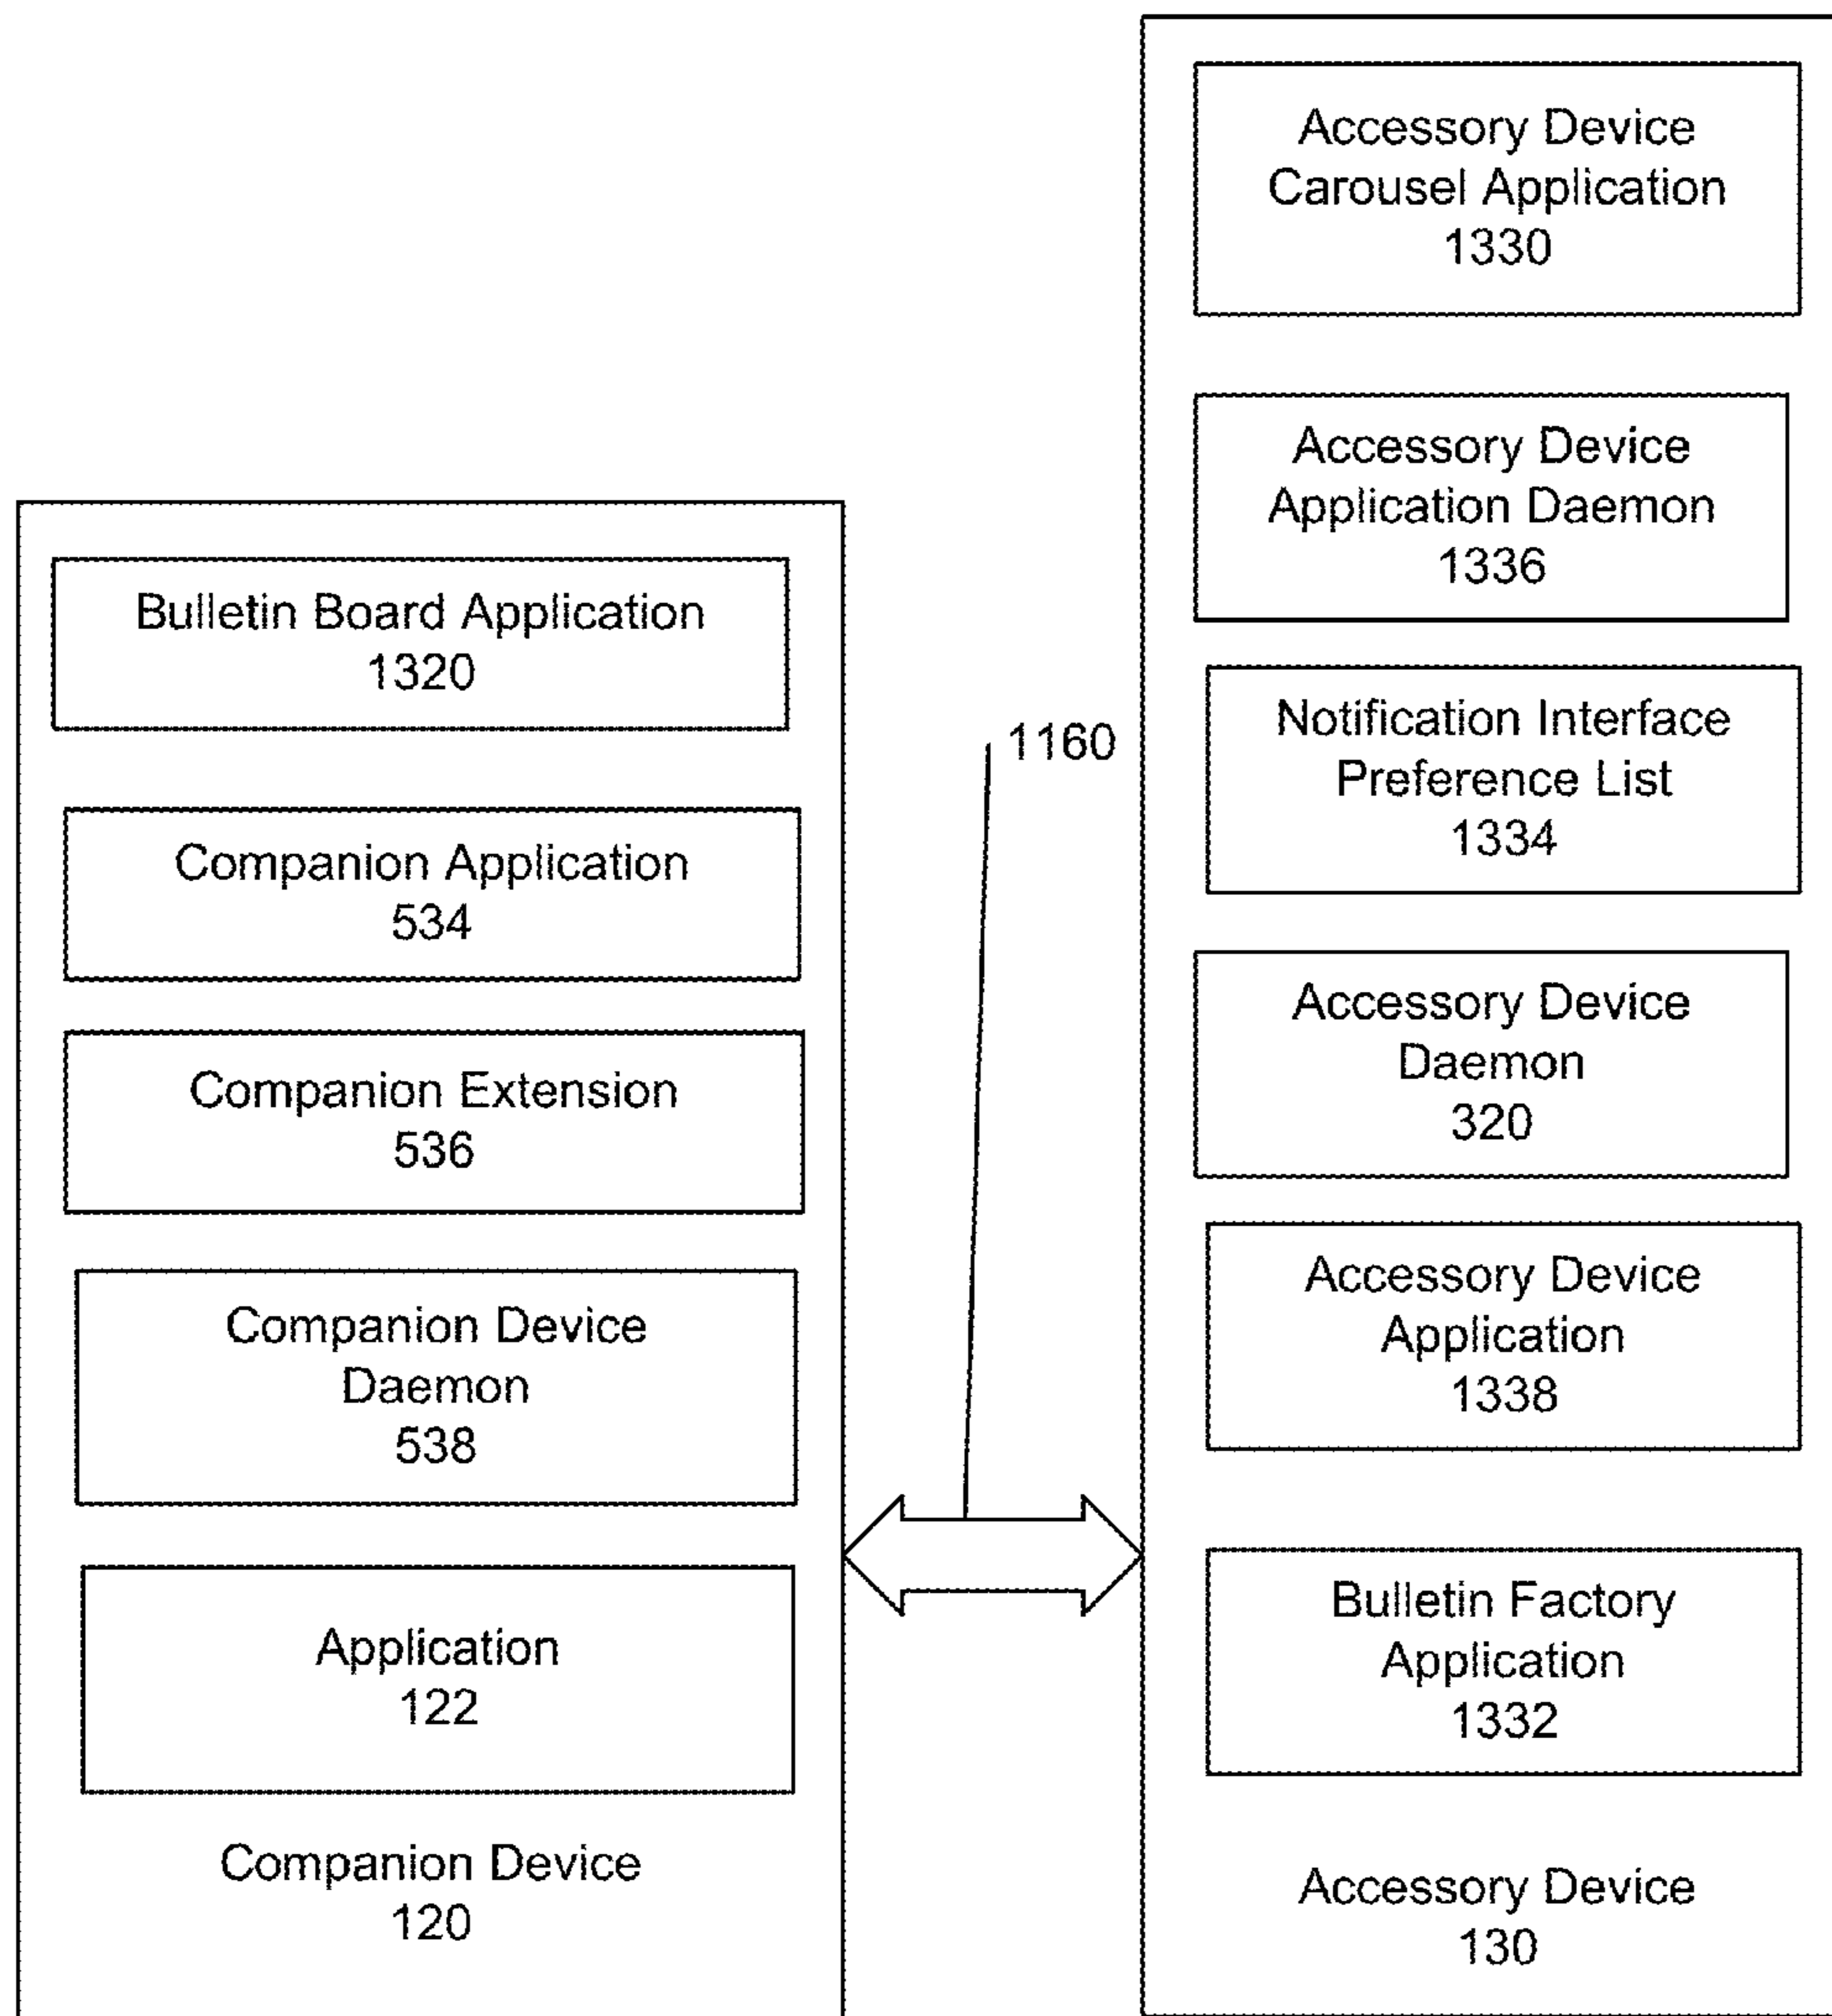 Bulletin Board Application
1320
Companion Application
534
Companion Extension
536
Companion Device
Daemon
538
Application
122
Companion Device
120
1160
Accessory Device
Carousel Application
1330
Accessory Device
Application Daemon
1336
Notification Interface
Preference List
1334
Accessory Device
Daemon
320
Accessory Device
Application
1338
Bulletin Factory
Application
1332
Accessory Device
130